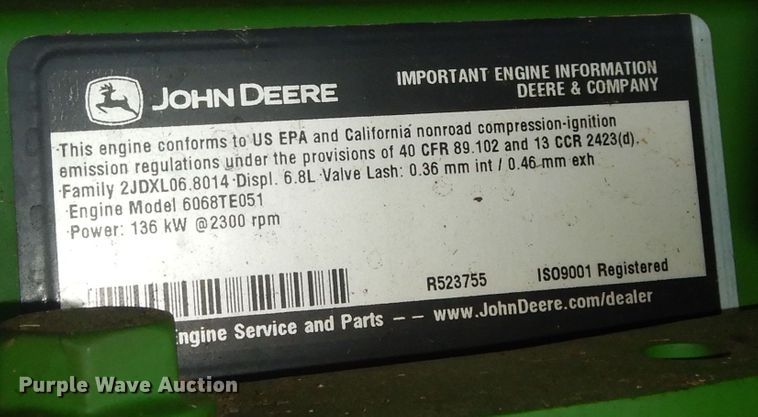 JOHN DEERE
IMPORTANT ENGINE INFORMATION
DEERE & COMPANY
·This engine conforms to US EPA and California nonroad compression-ignition
emission regulations under the provisions of 40 CFR 89.102 and 13 CCR 2423(d).
·Family 2JDXL06.8014·Displ. 6.8L·Valve Lash: 0.36 mm int / 0.46 mm exh
·Engine Model 6068TE051
·Power: 136 kW @2300 rpm
R523755
ISO9001 Registered
Service and Parts – – www.JohnDeere.com/dealer
Purple Wave Auction